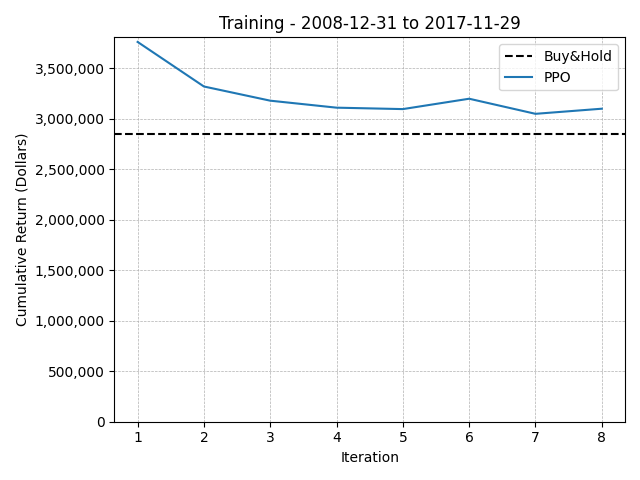 Training - 2008-12-31 to 2017-11-29
Buy&Hold
PPO
Cumulative Return (Dollars)
3,500,000
3,000,000
2,500,000
2,000,000
1,500,000
1,000,000
500,000
0
1 2 3 4 5 6 7 8
Iteration